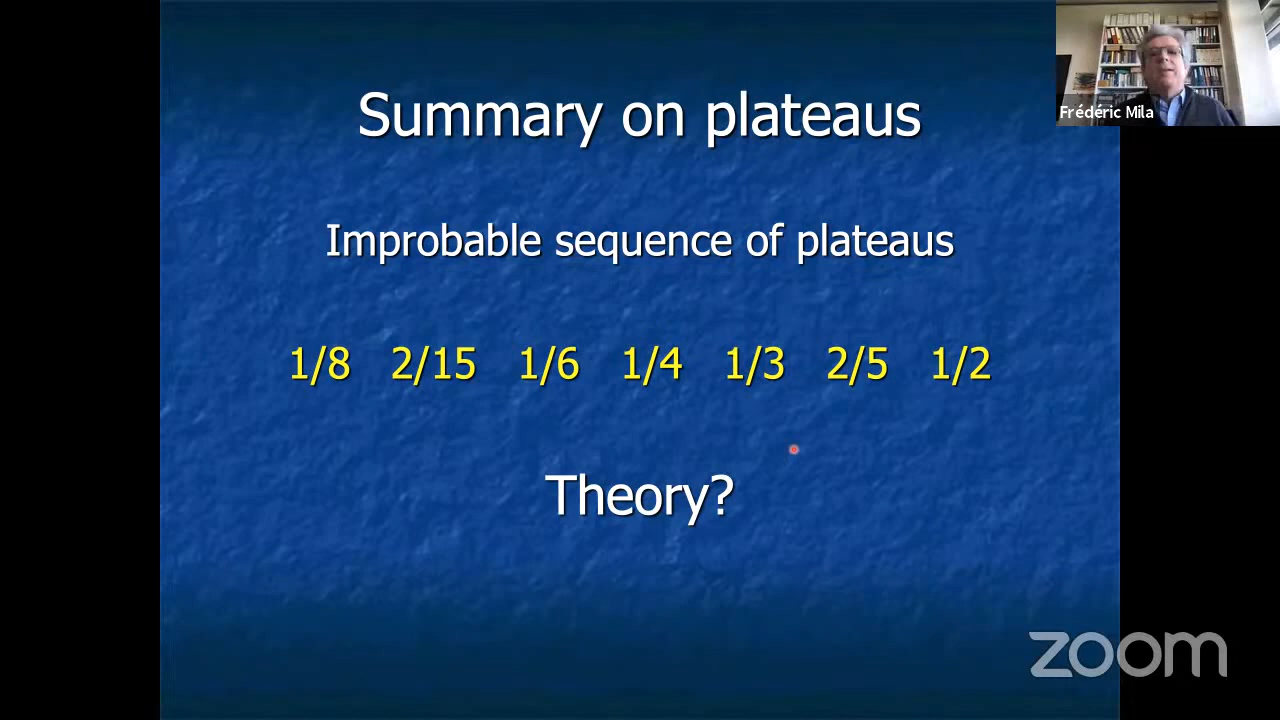 Frédéric Mila
Summary on plateaus
Improbable sequence of plateaus
1/8 2/15 1/6 1/4 1/3 2/5 1/2
Theory?
zoom